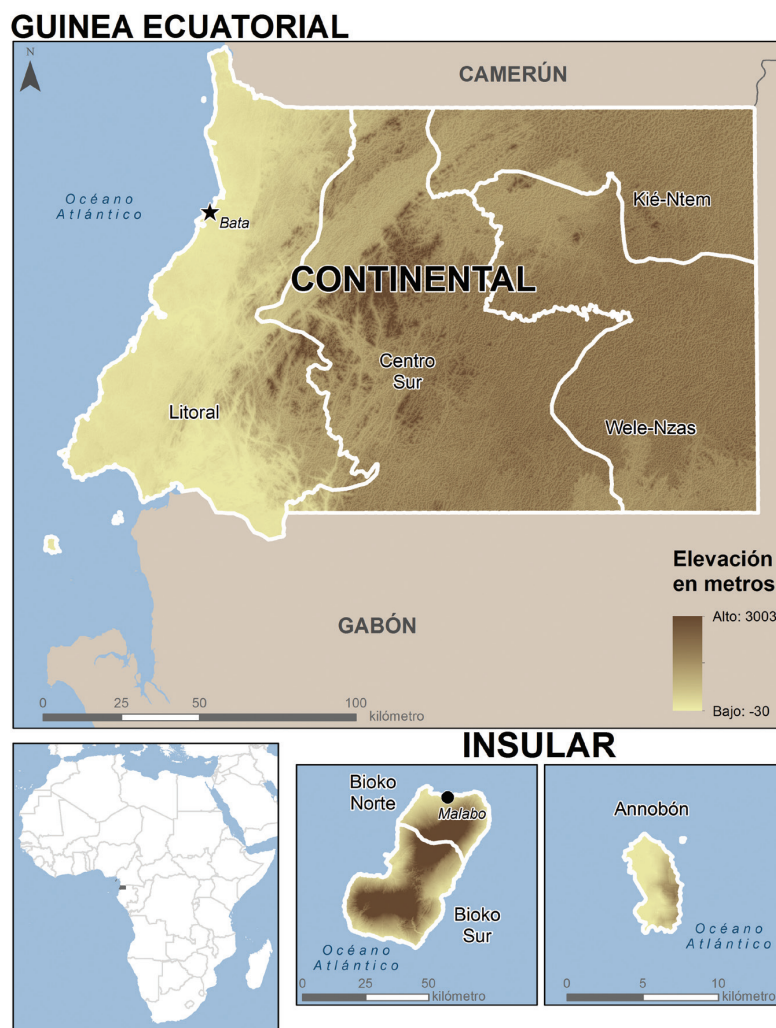 GUINEA ECUATORIAL
N
CAMERÚN
Océano
Atlántico
Bata
Kié-Ntem
CONTINENTAL
Centro
Sur
Litoral
Wele-Nzas
Elevación
en metros
Alto: 3003
Bajo: -30
GABÓN
0 25 50 100
kilómetro
INSULAR
Bioko
Norte
Malabo
Bioko
Sur
Océano
Atlántico
0 25 50
kilómetro
Annobón
Océano
Atlántico
0 5 10
kilómetro